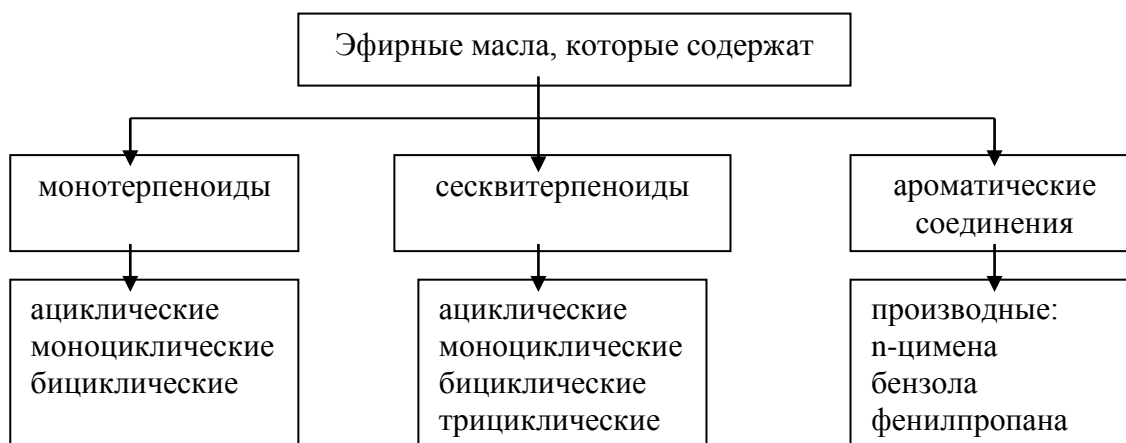 Эфирные масла, которые содержат
монотерпеноиды
сесквитерпеноиды
ароматические
соединения
ациклические
моноциклические
бициклические
ациклические
моноциклические
бициклические
трициклические
производные:
n-цимена
бензола
фенилпропана